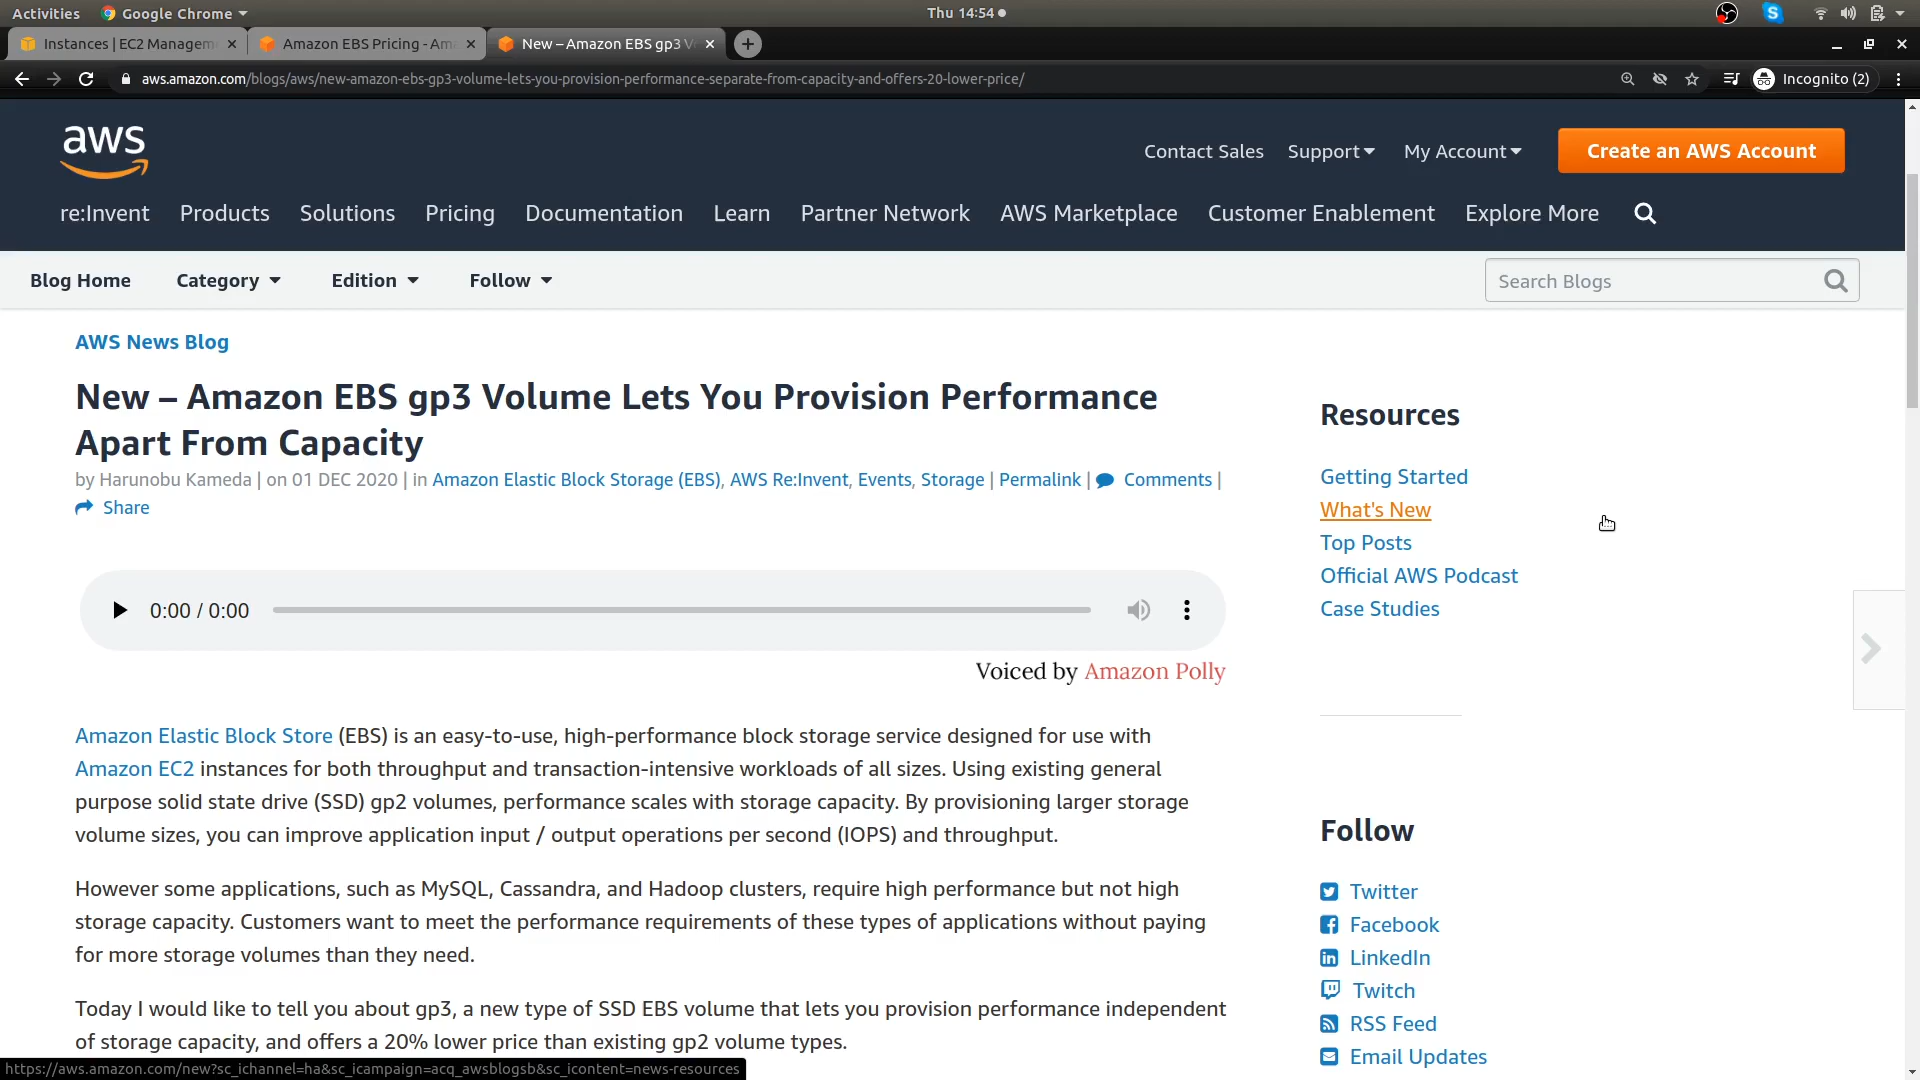 Activities Google Chrome Thu 14:54
Instances | EC2 Managem Amazon EBS Pricing - Am New – Amazon EBS gp3 V
aws.amazon.com/blogs/aws/new-amazon-ebs-gp3-volume-lets-you-provision-performance-separate-from-capacity-and-offers-20-lower-price/ Incognito (2)
aws
Contact Sales Support My Account Create an AWS Account
re:Invent Products Solutions Pricing Documentation Learn Partner Network AWS Marketplace Customer Enablement Explore More
Blog Home Category Edition Follow Search Blogs
AWS News Blog
New – Amazon EBS gp3 Volume Lets You Provision Performance
Apart From Capacity
by Harunobu Kameda | on 01 DEC 2020 | in Amazon Elastic Block Storage (EBS), AWS Re:Invent, Events, Storage | Permalink | Comments |
Share
0:00 / 0:00
Voiced by Amazon Polly
Amazon Elastic Block Store (EBS) is an easy-to-use, high-performance block storage service designed for use with
Amazon EC2 instances for both throughput and transaction-intensive workloads of all sizes. Using existing general
purpose solid state drive (SSD) gp2 volumes, performance scales with storage capacity. By provisioning larger storage
volume sizes, you can improve application input / output operations per second (IOPS) and throughput.
However some applications, such as MySQL, Cassandra, and Hadoop clusters, require high performance but not high
storage capacity. Customers want to meet the performance requirements of these types of applications without paying
for more storage volumes than they need.
Today I would like to tell you about gp3, a new type of SSD EBS volume that lets you provision performance independent
of storage capacity, and offers a 20% lower price than existing gp2 volume types.
Resources
Getting Started
What's New
Top Posts
Official AWS Podcast
Case Studies
Follow
Twitter
Facebook
LinkedIn
Twitch
RSS Feed
Email Updates
https://aws.amazon.com/new?sc_ichannel=ha&sc_icampaign=acq_awsblogsb&sc_icontent=news-resources